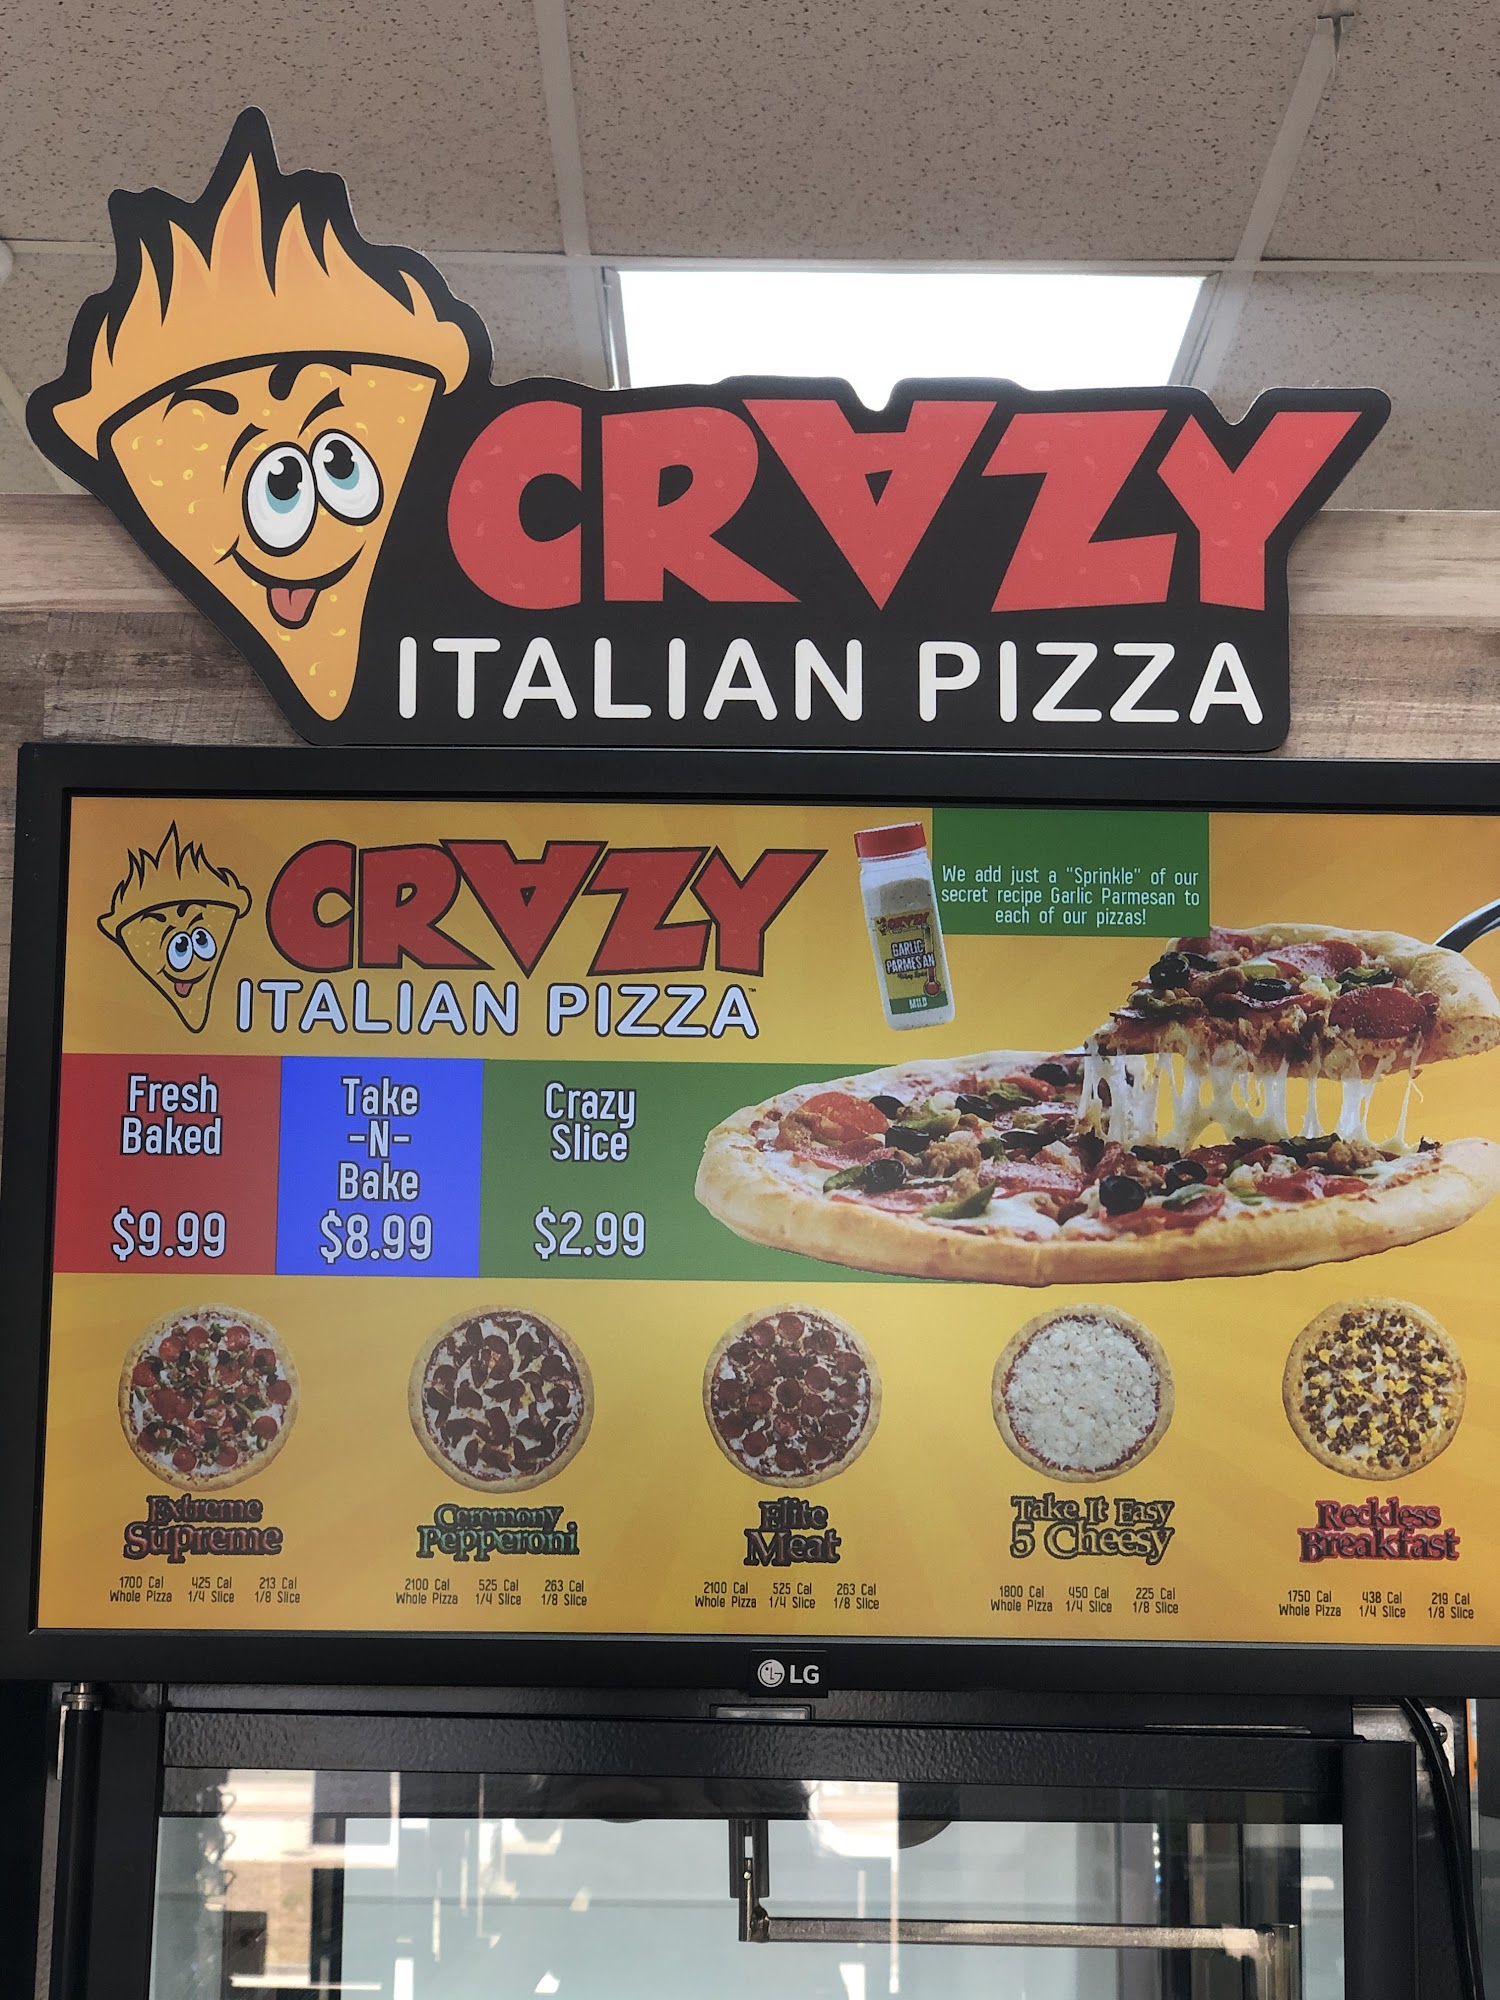 CRAZY
ITALIAN PIZZA
CRAZY
ITALIAN PIZZA™
We add just a "Sprinkle" of our
secret recipe Garlic Parmesan to
each of our pizzas!
CRAZY
GARLIC
PARMESAN
MILD
Fresh
Baked
$9.99
Take
-N-
Bake
$8.99
Crazy
Slice
$2.99
Extreme
Supreme
1700 Cal 425 Cal 213 Cal
Whole Pizza 1/4 Slice 1/8 Slice
Ceremony
Pepperoni
2100 Cal 525 Cal 263 Cal
Whole Pizza 1/4 Slice 1/8 Slice
Elite
Meat
2100 Cal 525 Cal 263 Cal
Whole Pizza 1/4 Slice 1/8 Slice
Take It Easy
5 Cheesy
1800 Cal 450 Cal 225 Cal
Whole Pizza 1/4 Slice 1/8 Slice
Reckless
Breakfast
1750 Cal 438 Cal 219 Cal
Whole Pizza 1/4 Slice 1/8 Slice
LG